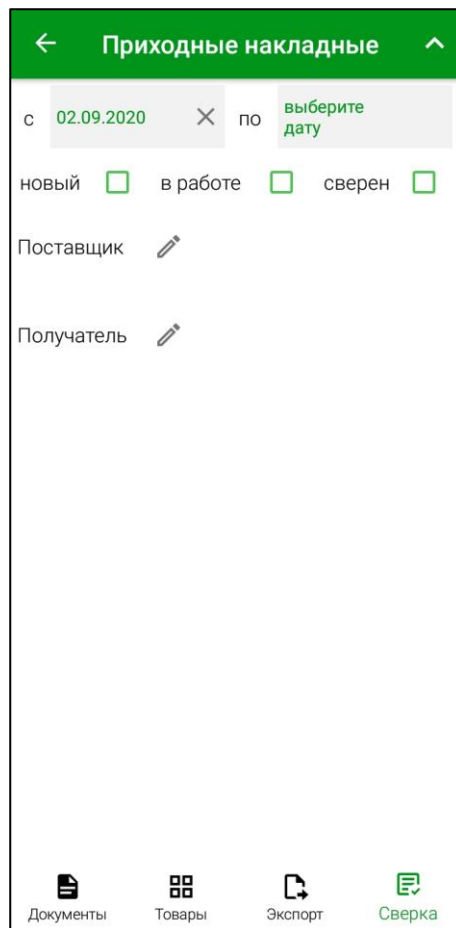 Приходные накладные
с 02.09.2020 по выберите
дату
новый в работе сверен
Поставщик
Получатель
Документы Товары Экспорт Сверка